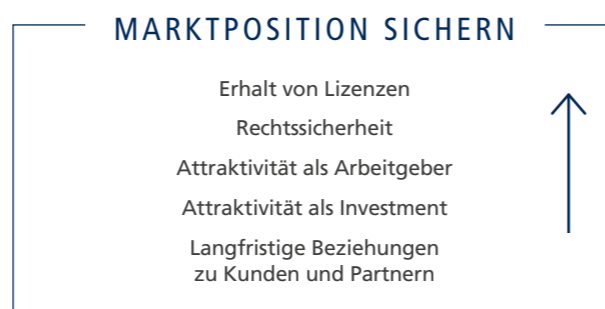 MARKTPOSITION SICHERN
Erhalt von Lizenzen
Rechtssicherheit
Attraktivität als Arbeitgeber
Attraktivität als Investment
Langfristige Beziehungen
zu Kunden und Partnern